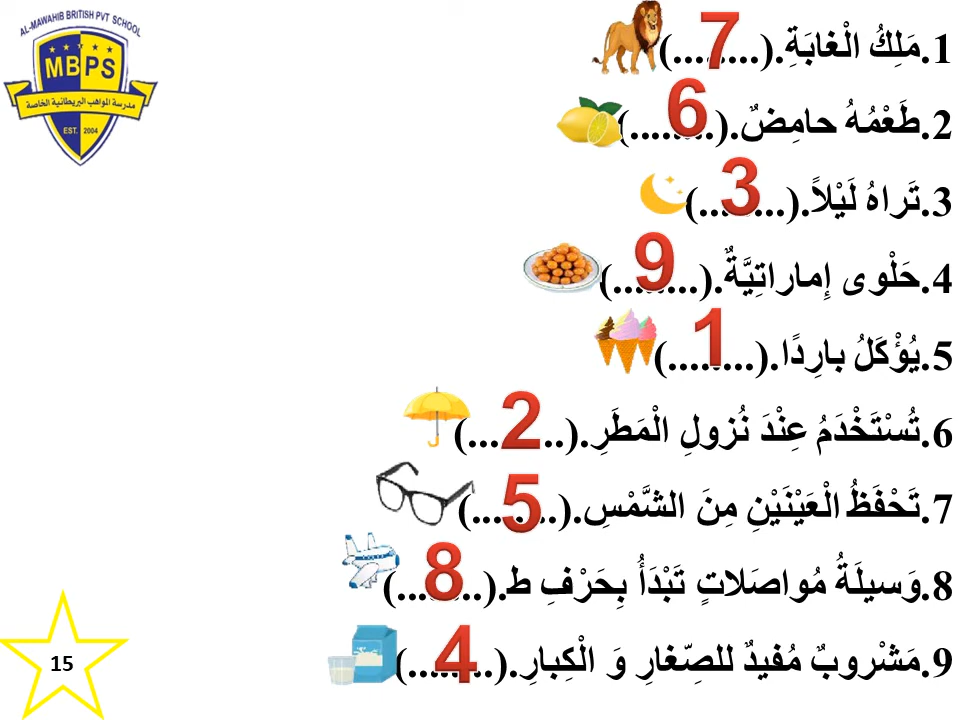 AL-MAWAHIB BRITISH PVT SCHOOL
MBPS
مدرسة المواهب البريطانية الخاصة
EST. 2004
1.مَلِكُ الْغابَةِ.(........) 7
2.طَعْمُهُ حامِضٌ.(........) 6
3.تَراهُ لَيْلاً.(........) 3
4.حَلْوى إِماراتِيَّةٌ.(........) 9
5.يُؤْكَلُ بارِدًا.(........) 1
6.تُسْتَخْدَمُ عِنْدَ نُزولِ الْمَطَرِ.(........) 2
7.تَحْفَظُ الْعَيْنَيْنِ مِنَ الشَّمْسِ.(........) 5
8.وَسيلَةُ مُواصَلاتٍ تَبْدَأُ بِحَرْفِ ط.(........) 8
9.مَشْروبٌ مُفيدٌ للصِّغارِ وَ الْكِبارِ.(........) 4
15